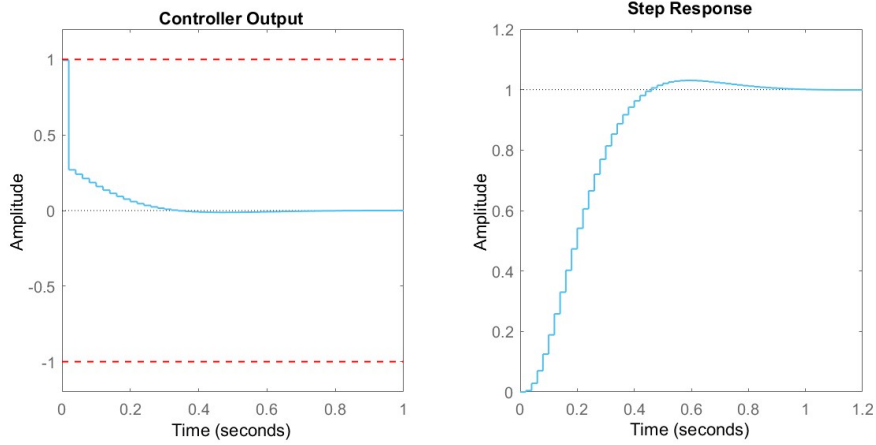 Controller Output
Amplitude
1
0.5
0
-0.5
-1
0 0.2 0.4 0.6 0.8 1
Time (seconds)
Step Response
Amplitude
1.2
1
0.8
0.6
0.4
0.2
0
0 0.2 0.4 0.6 0.8 1 1.2
Time (seconds)